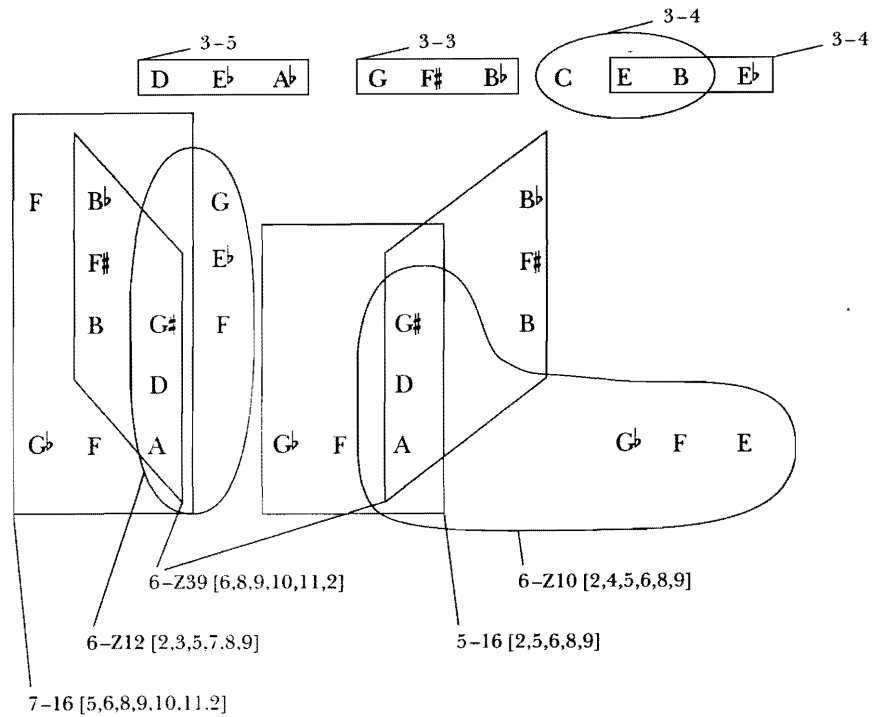 3–4
3–5 3–3 3–4
D E♭ A♭ G F♯ B♭ C E B E♭
F B♭ G B♭
F♯ E♭ F♯
B G♯ F G♯ B
D D
G♭ F A G♭ F A G♭ F E
6–Z39 [6,8,9,10,11,2] 6–Z10 [2,4,5,6,8,9]
6–Z12 [2,3,5,7.8,9] 5–16 [2,5,6,8,9]
7–16 [5,6,8,9,10,11.2]